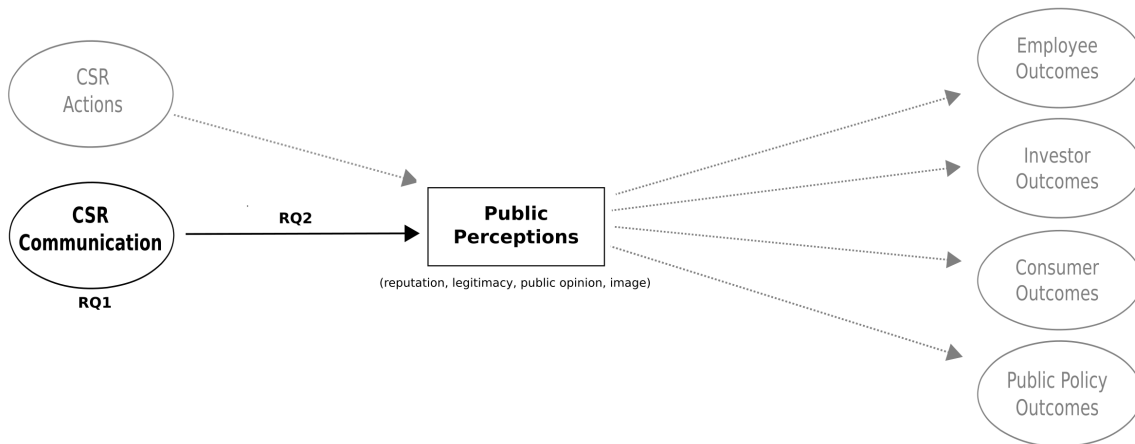 CSR
Actions
CSR
Communication
RQ1
RQ2
Public
Perceptions
(reputation, legitimacy, public opinion, image)
Employee
Outcomes
Investor
Outcomes
Consumer
Outcomes
Public Policy
Outcomes